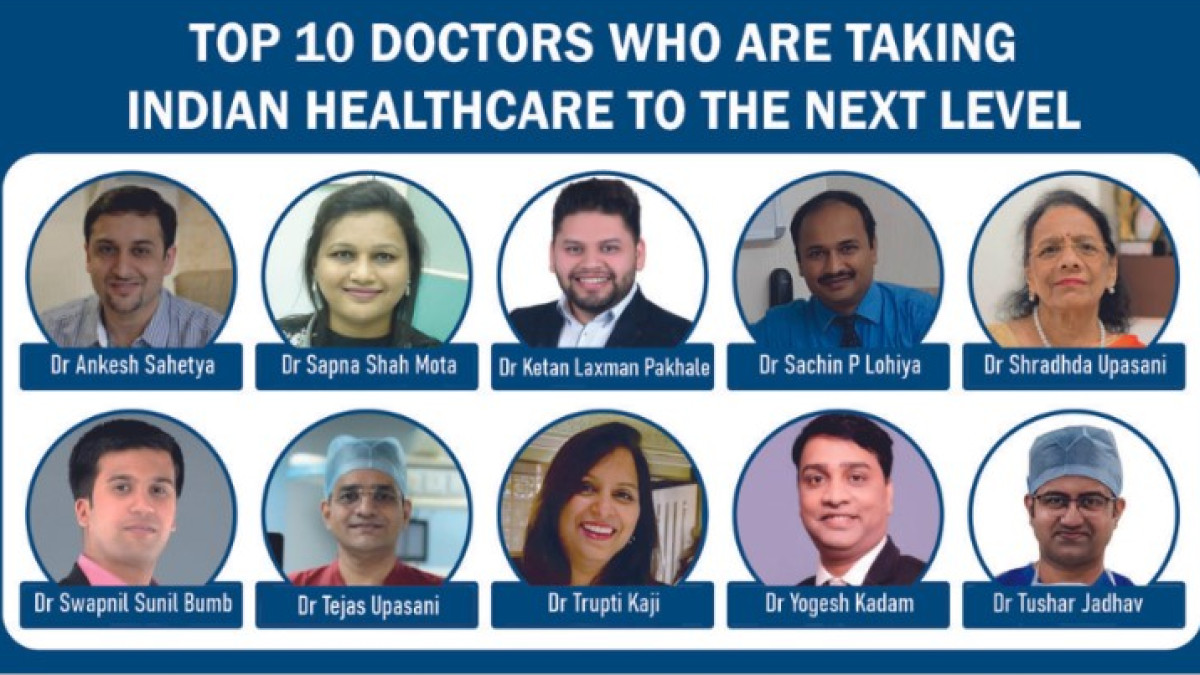 TOP 10 DOCTORS WHO ARE TAKING
INDIAN HEALTHCARE TO THE NEXT LEVEL
Dr Ankesh Sahetya
Dr Sapna Shah Mota
Dr Ketan Laxman Pakhale
Dr Sachin P Lohiya
Dr Shradhda Upasani
Dr Swapnil Sunil Bumb
Dr Tejas Upasani
Dr Trupti Kaji
Dr Yogesh Kadam
Dr Tushar Jadhav